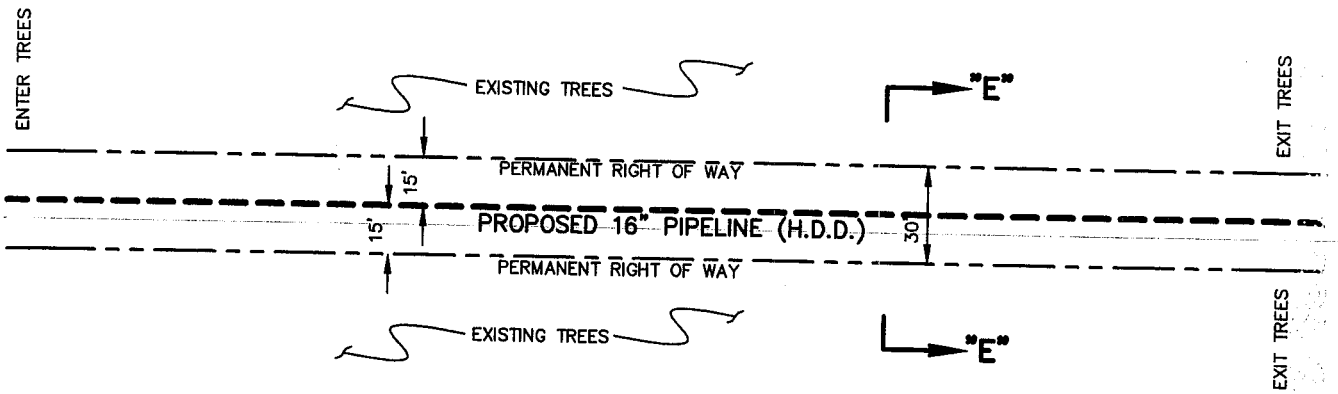 ENTER TREES
EXISTING TREES
"E"
EXIT TREES
PERMANENT RIGHT OF WAY
15'
15'
PROPOSED 16" PIPELINE (H.D.D.)
30'
PERMANENT RIGHT OF WAY
EXISTING TREES
"E"
EXIT TREES